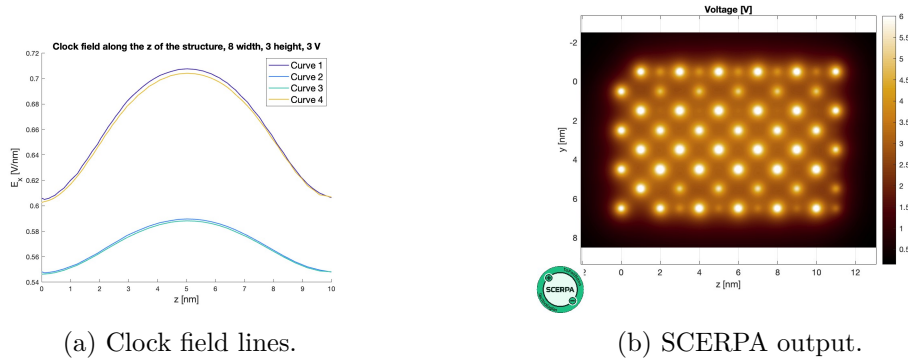 Clock field along the z of the structure, 8 width, 3 height, 3 V
0.72
0.7
0.68
0.66
0.64
0.62
0.6
0.58
0.56
0.54
E_x [V/nm]
Curve 1
Curve 2
Curve 3
Curve 4
0 1 2 3 4 5 6 7 8 9 10
z [nm]
(a) Clock field lines.
Voltage [V]
-2
0
2
4
6
8
y [nm]
-2 0 2 4 6 8 10 12
z [nm]
6
5.5
5
4.5
4
3.5
3
2.5
2
1.5
1
0.5
SCERPA
(b) SCERPA output.